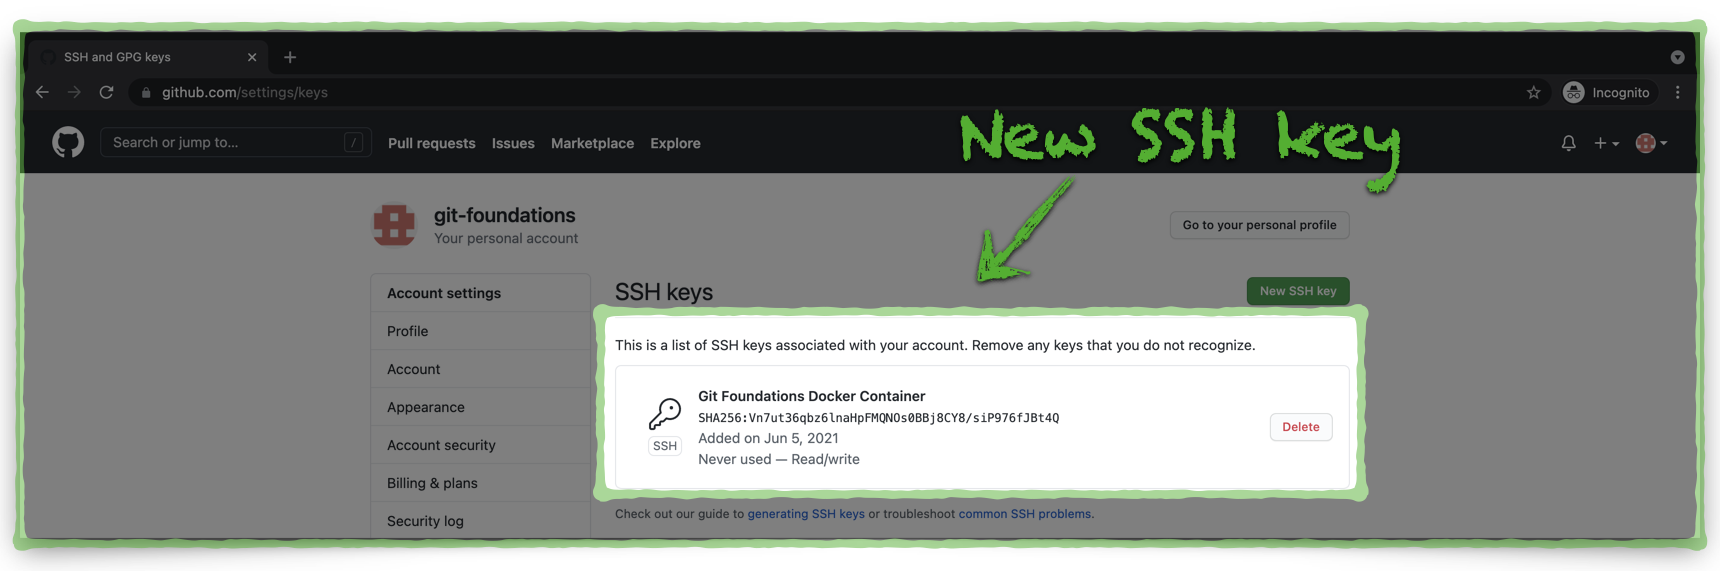 SSH and GPG keys
github.com/settings/keys
Incognito
New SSH key
Search or jump to...
/
Pull requests
Issues
Marketplace
Explore
git-foundations
Your personal account
Go to your personal profile
Account settings
Profile
Account
Appearance
Account security
Billing & plans
Security log
SSH keys
New SSH key
This is a list of SSH keys associated with your account. Remove any keys that you do not recognize.
Git Foundations Docker Container
SHA256:Vn7ut36qbz6lnaHpFMQNOs0BBj8CY8/siP976fJBt4Q
SSH
Added on Jun 5, 2021
Never used — Read/write
Delete
Check out our guide to generating SSH keys or troubleshoot common SSH problems.